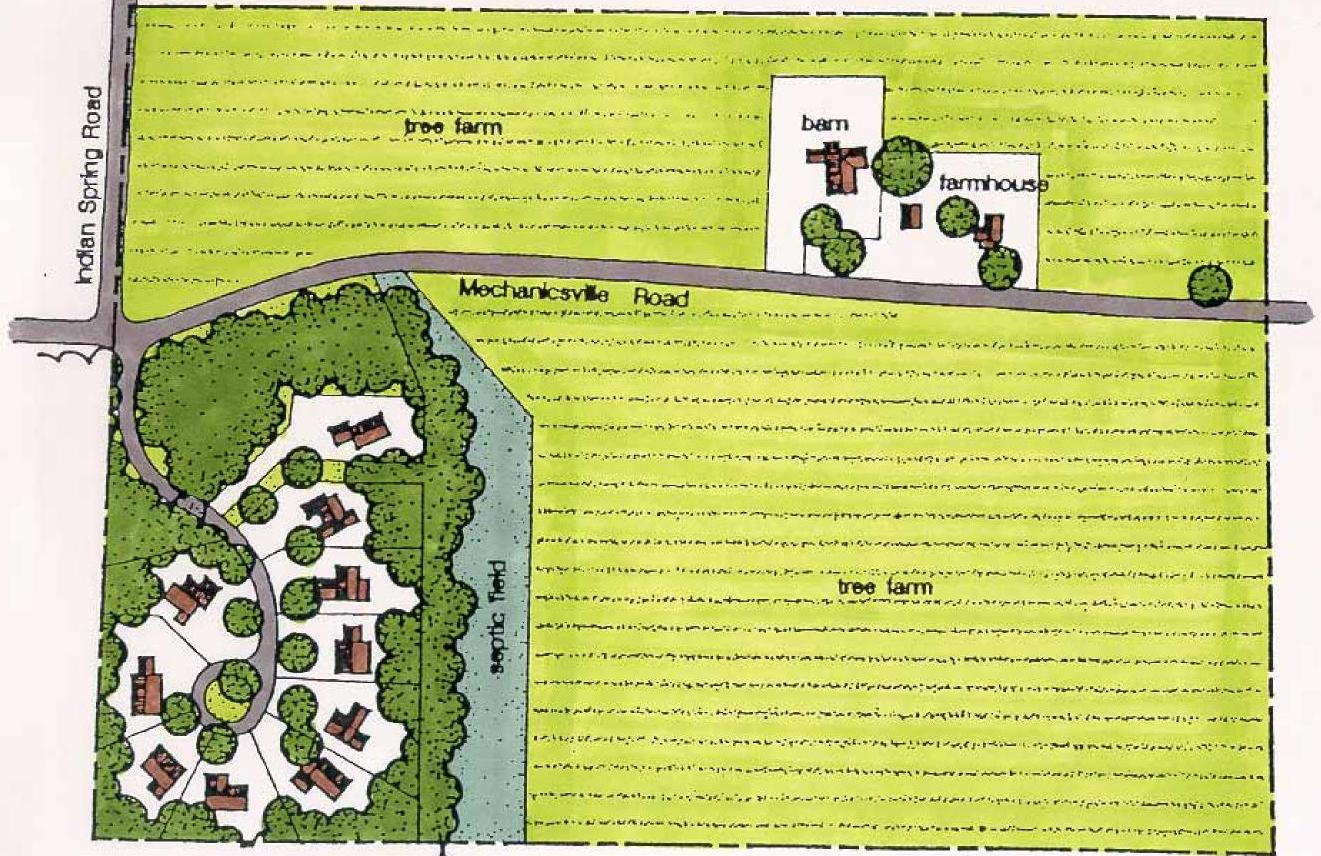 Indian Spring Road
tree farm
barn
farmhouse
Mechanicsville Road
septic field
tree farm